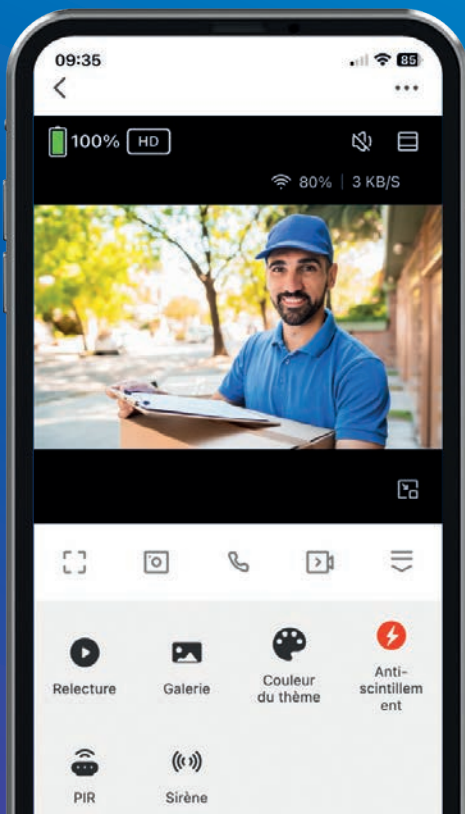 09:35
85
100% HD
80% | 3 KB/S
Relecture
Galerie
Couleur
du thème
Anti-
scintillem
ent
PIR
Sirène